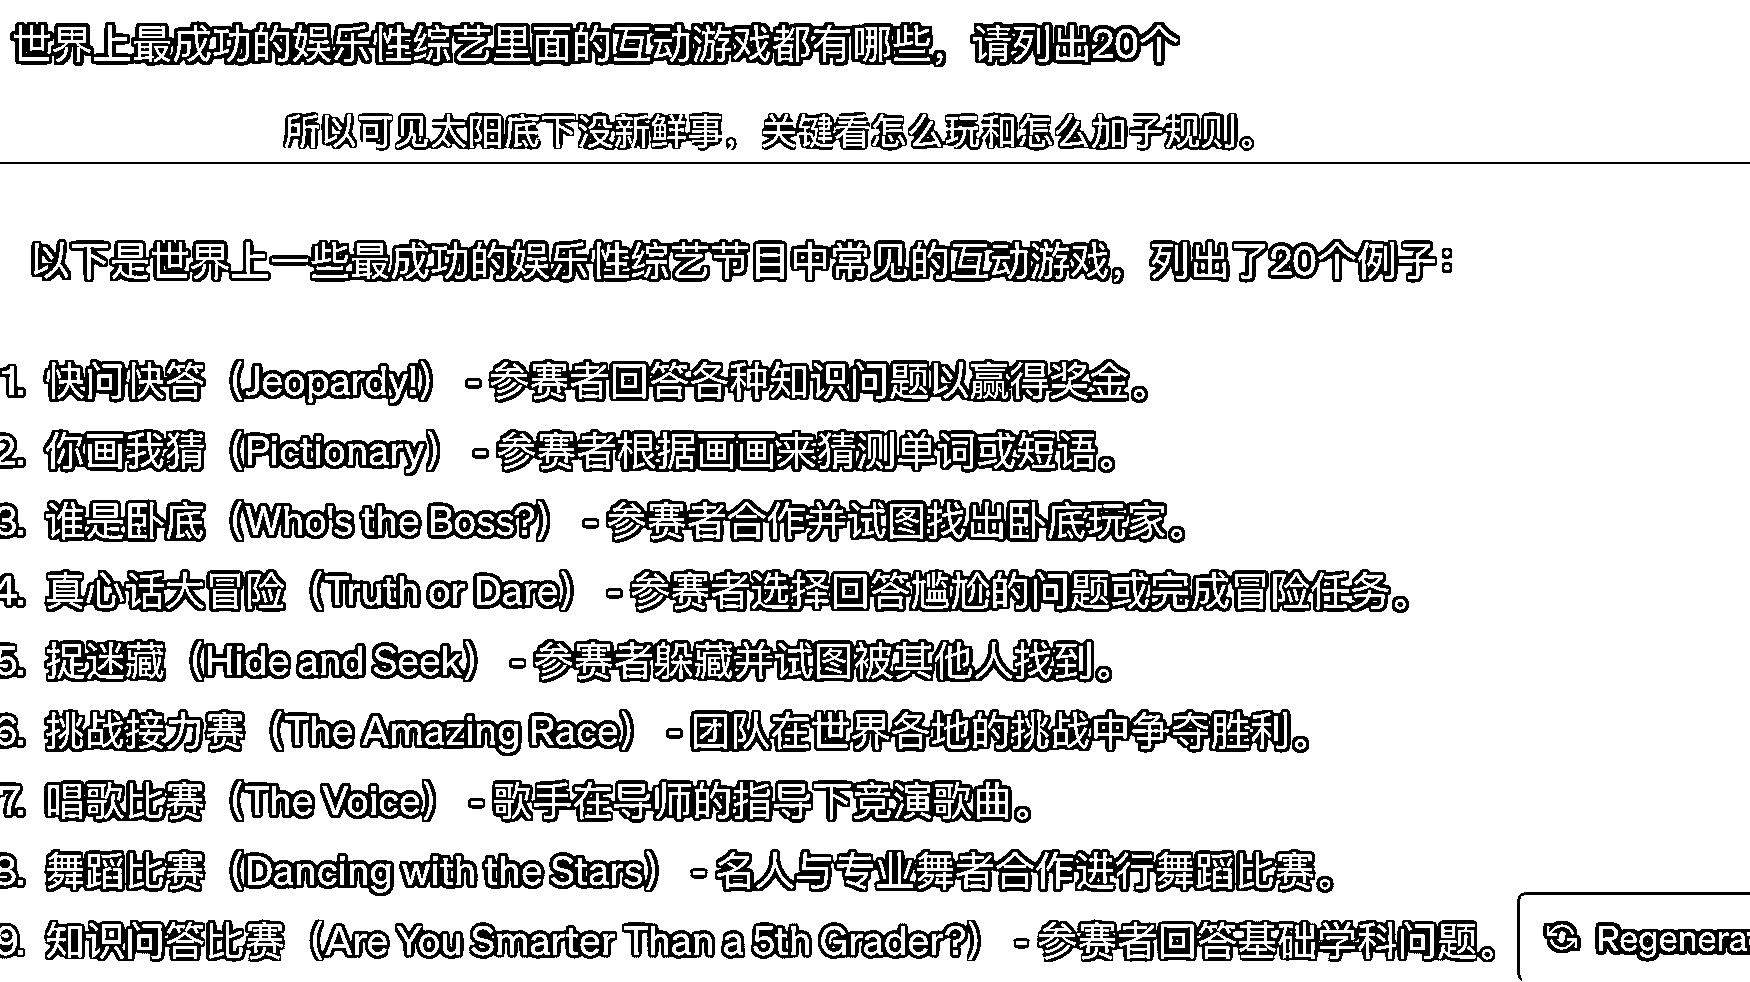 世界上最成功的娱乐性综艺里面的互动游戏都有哪些，请列出20个
所以可见太阳底下没新鲜事，关键看怎么玩和怎么加子规则。
以下是世界上一些最成功的娱乐性综艺节目中常见的互动游戏，列出了20个例子：
1. 快问快答（Jeopardy!） - 参赛者回答各种知识问题以赢得奖金。
2. 你画我猜（Pictionary） - 参赛者根据画画来猜测单词或短语。
3. 谁是卧底（Who's the Boss?） - 参赛者合作并试图找出卧底玩家。
4. 真心话大冒险（Truth or Dare） - 参赛者选择回答尴尬的问题或完成冒险任务。
5. 捉迷藏（Hide and Seek） - 参赛者躲藏并试图被其他人找到。
6. 挑战接力赛（The Amazing Race） - 团队在世界各地的挑战中争夺胜利。
7. 唱歌比赛（The Voice） - 歌手在导师的指导下竞演歌曲。
8. 舞蹈比赛（Dancing with the Stars） - 名人与专业舞者合作进行舞蹈比赛。
9. 知识问答比赛（Are You Smarter Than a 5th Grader?） - 参赛者回答基础学科问题。
Regenera